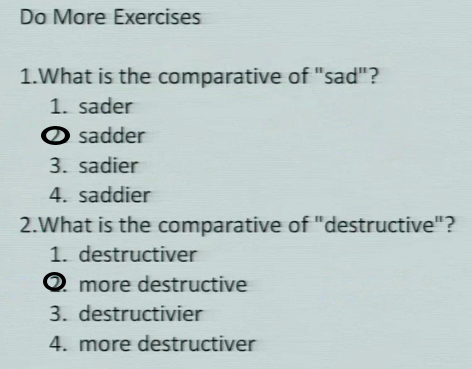 Do More Exercises
1.What is the comparative of "sad"?
1. sader
2. sadder
3. sadier
4. saddier
2.What is the comparative of "destructive"?
1. destructiver
2. more destructive
3. destructivier
4. more destructiver